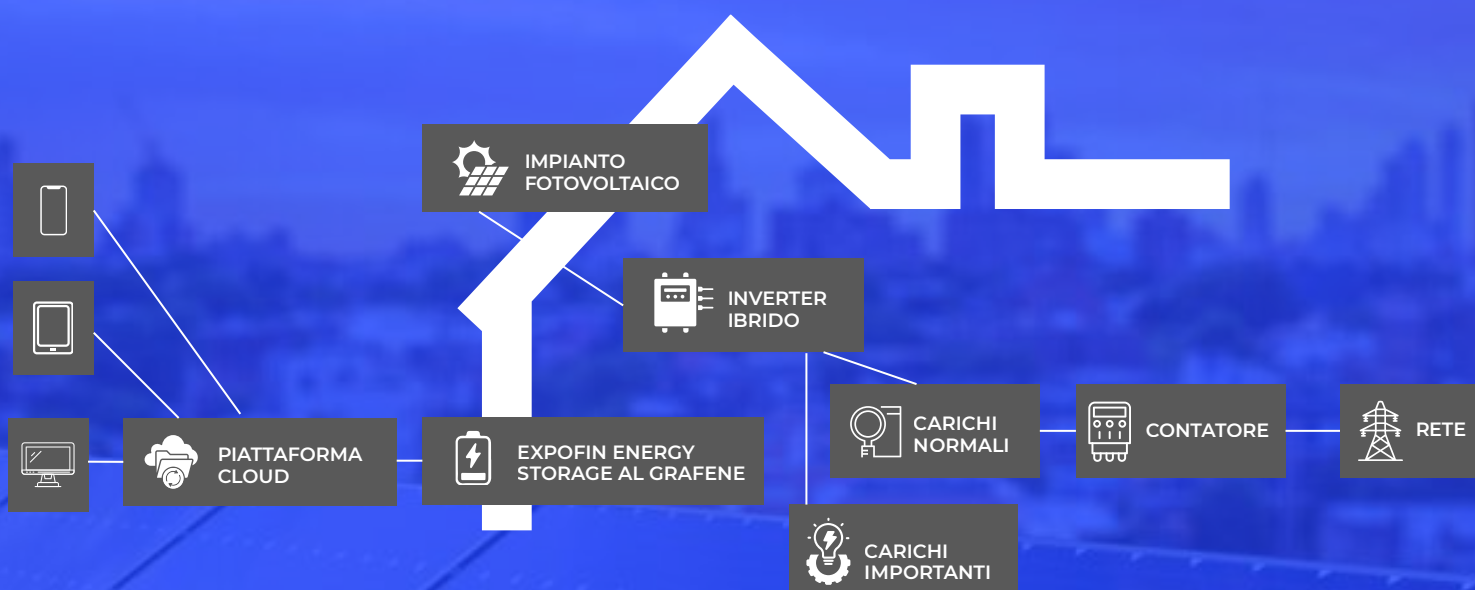 IMPIANTO
FOTOVOLTAICO
INVERTER
IBRIDO
CARICHI
NORMALI
CONTATORE
RETE
PIATTAFORMA
CLOUD
EXPOFIN ENERGY
STORAGE AL GRAFENE
CARICHI
IMPORTANTI